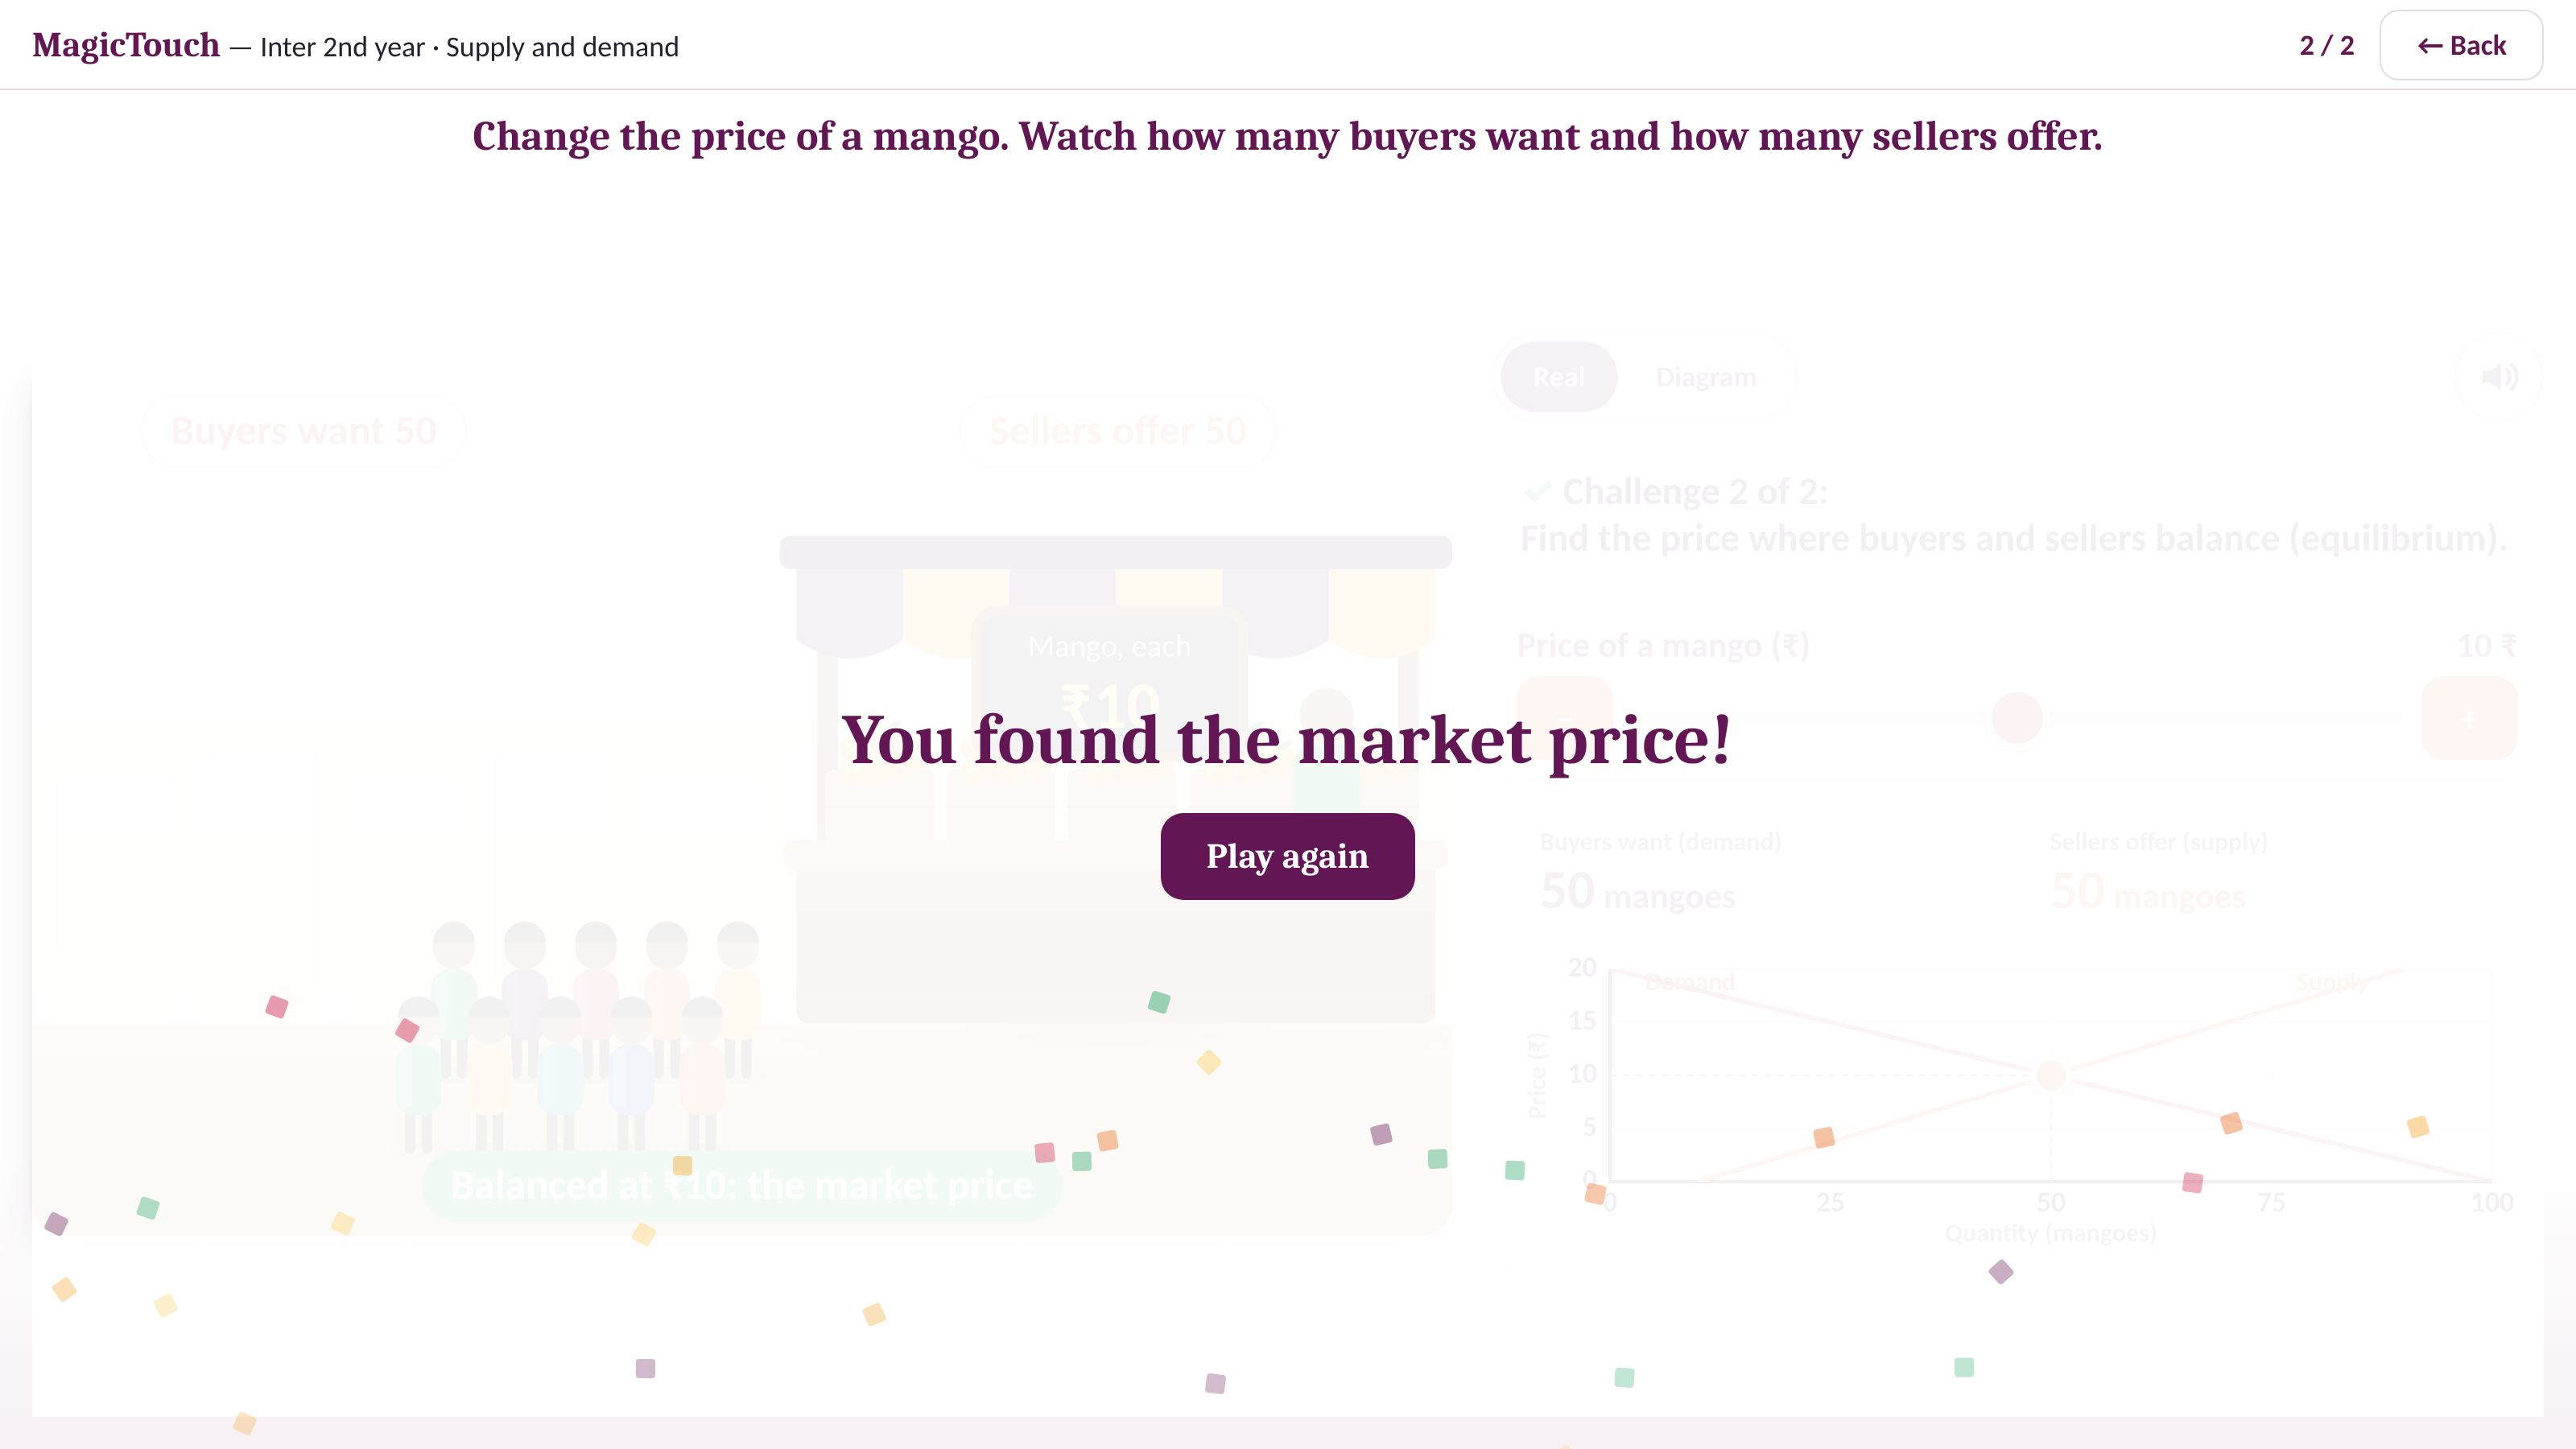 MagicTouch — Inter 2nd year · Supply and demand
2 / 2
← Back
Change the price of a mango. Watch how many buyers want and how many sellers offer.
Real
Diagram
Buyers want 50
Sellers offer 50
Challenge 2 of 2:
Find the price where buyers and sellers balance (equilibrium).
Mango, each
₹10
Price of a mango (₹)
10 ₹
-
+
You found the market price!
Play again
Buyers want (demand)
50 mangoes
Sellers offer (supply)
50 mangoes
Demand
Supply
Price (₹)
20
15
10
5
0
0
25
50
75
100
Quantity (mangoes)
Balanced at ₹10: the market price